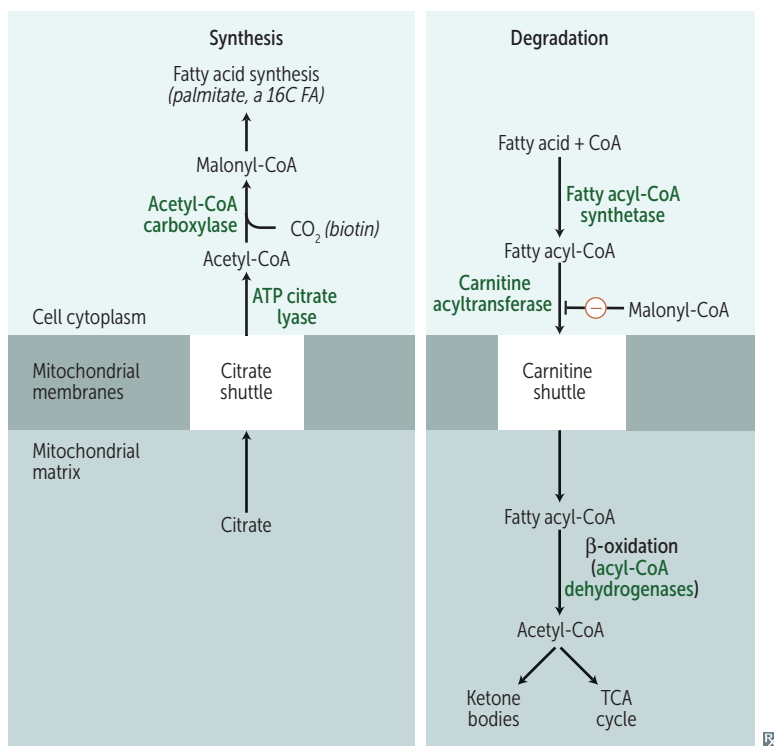 Synthesis
Fatty acid synthesis
(palmitate, a 16C FA)
Malonyl-CoA
Acetyl-CoA
carboxylase
CO2 (biotin)
Acetyl-CoA
ATP citrate
lyase
Cell cytoplasm
Mitochondrial
membranes
Citrate
shuttle
Mitochondrial
matrix
Citrate
Degradation
Fatty acid + CoA
Fatty acyl-CoA
synthetase
Fatty acyl-CoA
Carnitine
acyltransferase
−
Malonyl-CoA
Carnitine
shuttle
Fatty acyl-CoA
β-oxidation
(acyl-CoA
dehydrogenases)
Acetyl-CoA
Ketone
bodies
TCA
cycle